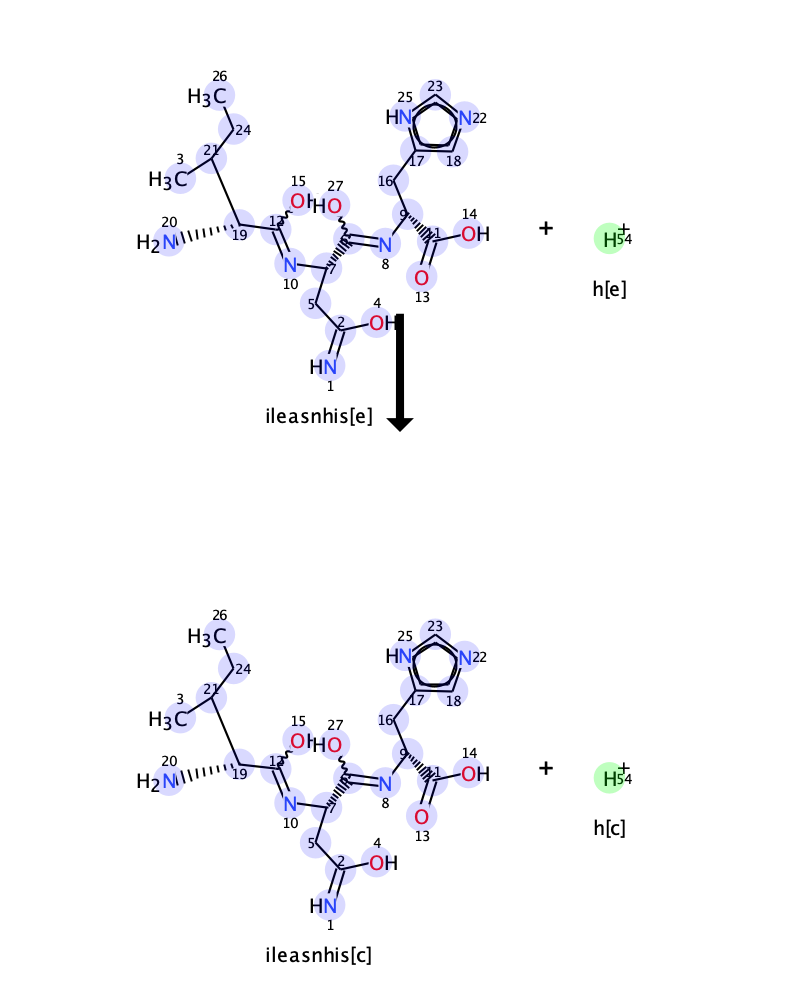 26
H3C
24
25
23
HN
N 22
21
17
18
3
H3C
15
OH
27
HO
16
20
H2N
19
12
9
14
OH
11
N
10
7
N
8
O
13
+
H+
54
h[e]
5
2
4
OH
HN
1
ileasnhis[e]
26
H3C
24
25
23
HN
N 22
21
17
18
3
H3C
15
OH
27
HO
16
20
H2N
19
12
9
14
OH
11
N
10
7
N
8
O
13
+
H+
54
h[c]
5
2
4
OH
HN
1
ileasnhis[c]